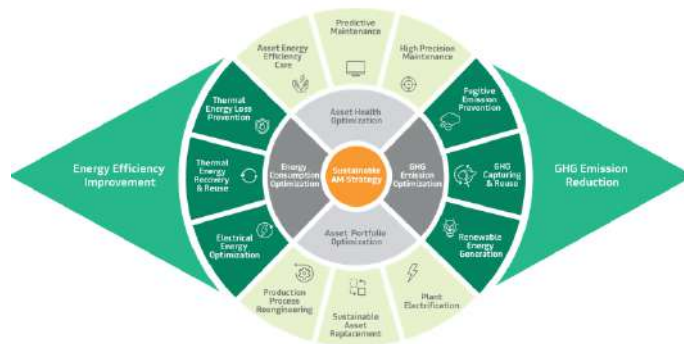 Predictive
Maintenance
Asset Energy
Efficiency
Care
High Precision
Maintenance
Thermal
Energy Loss
Prevention
Fugitive
Emission
Prevention
Asset Health
Optimization
Energy Efficiency
Improvement
Thermal
Energy
Recovery
& Reuse
Energy
Consumption
Optimization
Sustainable
AM Strategy
GHG
Emission
Optimization
GHG
Capturing
& Reuse
GHG Emission
Reduction
Electrical
Energy
Optimization
Asset Portfolio
Optimization
Renewable
Energy
Generation
Production
Process
Reengineering
Sustainable
Asset
Replacement
Plant
Electrification